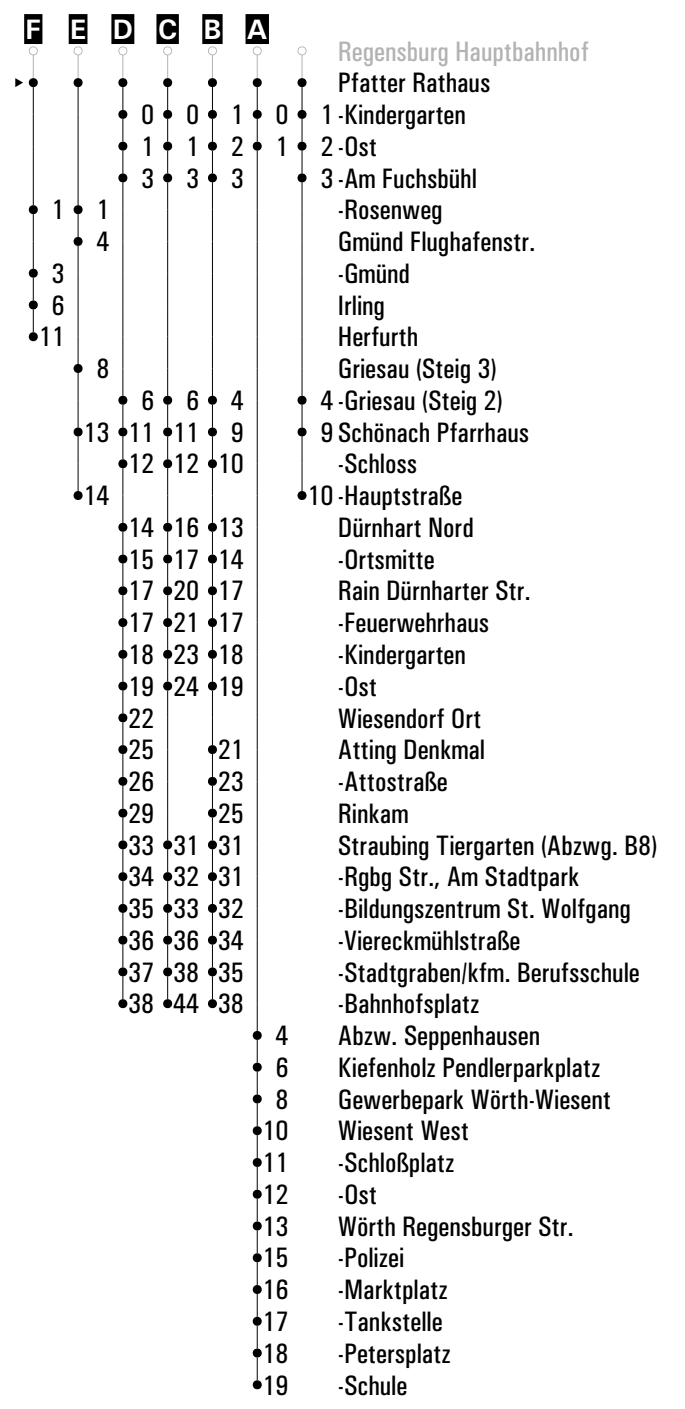 F E D C B A
Regensburg Hauptbahnhof
Pfatter Rathaus
0 0 1 0 1 -Kindergarten
1 1 2 1 2 -Ost
3 3 3 3 -Am Fuchsbühl
1 1 -Rosenweg
4 Gmünd Flughafenstr.
3 -Gmünd
6 Irling
11 Herfurth
8 Griesau (Steig 3)
6 6 4 4 -Griesau (Steig 2)
13 11 11 9 9 Schönach Pfarrhaus
12 12 10 -Schloss
14 10 -Hauptstraße
14 16 13 Dürnhart Nord
15 17 14 -Ortsmitte
17 20 17 Rain Dürnharter Str.
17 21 17 -Feuerwehrhaus
18 23 18 -Kindergarten
19 24 19 -Ost
22 Wiesendorf Ort
25 21 Atting Denkmal
26 23 -Attostraße
29 25 Rinkam
33 31 31 Straubing Tiergarten (Abzwg. B8)
34 32 31 -Rgbg Str., Am Stadtpark
35 33 32 -Bildungszentrum St. Wolfgang
36 36 34 -Viereckmühlstraße
37 38 35 -Stadtgraben/kfm. Berufsschule
38 44 38 -Bahnhofsplatz
4 Abzw. Seppenhausen
6 Kiefenholz Pendlerparkplatz
8 Gewerbepark Wörth-Wiesent
10 Wiesent West
11 -Schloßplatz
12 -Ost
13 Wörth Regensburger Str.
15 -Polizei
16 -Marktplatz
17 -Tankstelle
18 -Petersplatz
19 -Schule